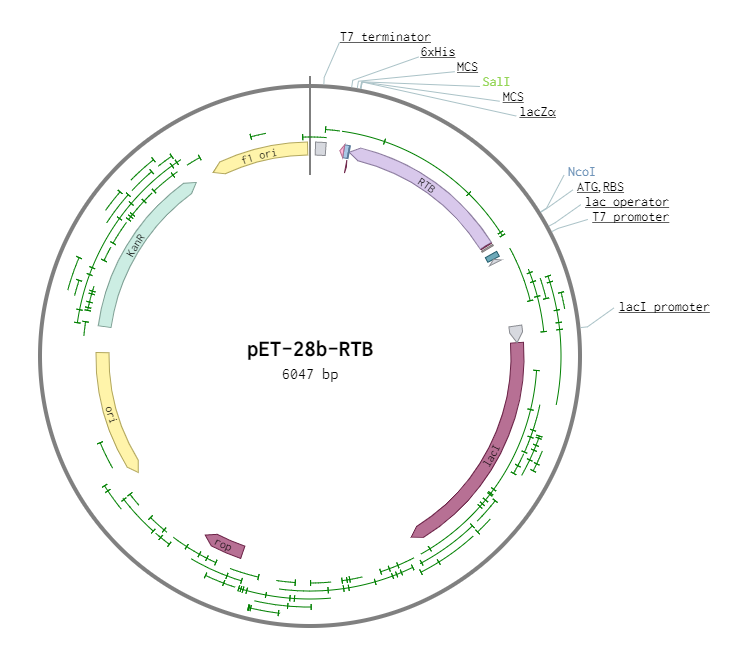 T7 terminator
6xHis
MCS
SalI
MCS
lacZα
f1 ori
RTB
NcoI
ATG, RBS
lac operator
T7 promoter
KanR
lacI promoter
pET-28b-RTB
6047 bp
ori
lacI
rop